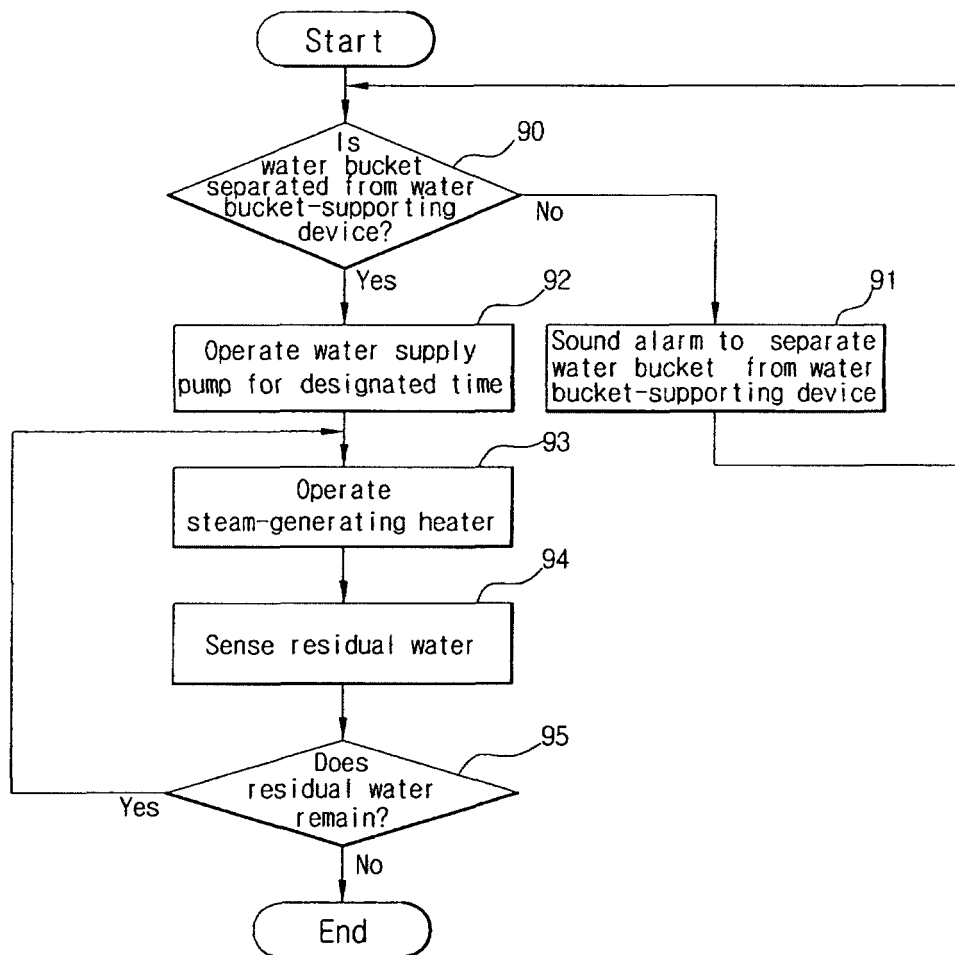 Start
90
Is
water bucket
separated from water
bucket-supporting
device?
No
Yes
92
Operate water supply
pump for designated time
91
Sound alarm to separate
water bucket from water
bucket-supporting device
93
Operate
steam-generating heater
94
Sense residual water
95
Does
residual water
remain?
Yes
No
End